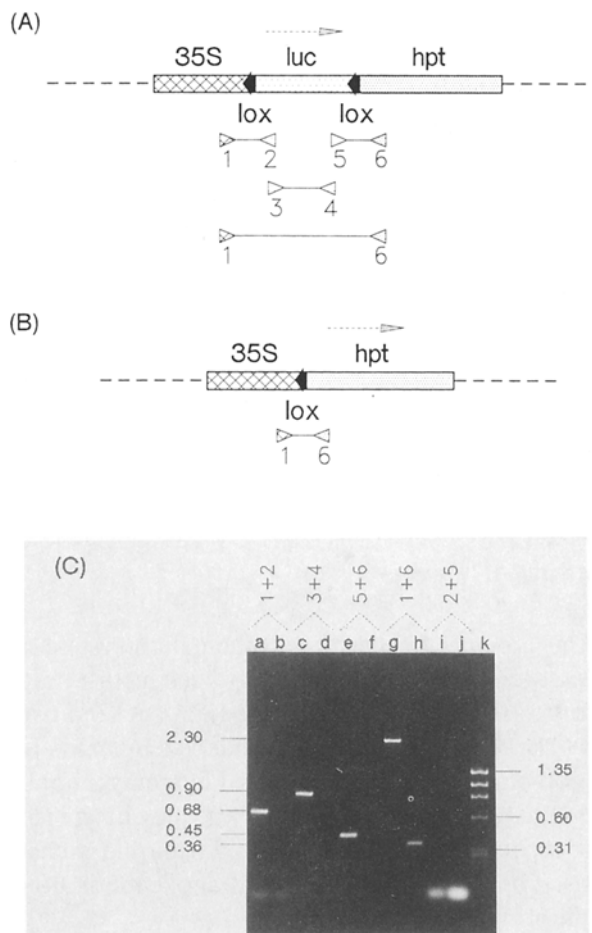 (A)
35S luc hpt
lox lox
1 2 5 6
3 4
1 6
(B)
35S hpt
lox
1 6
(C)
1+2 3+4 5+6 1+6 2+5
a b c d e f g h i j k
2.30
1.35
0.90
0.68
0.60
0.45
0.36
0.31